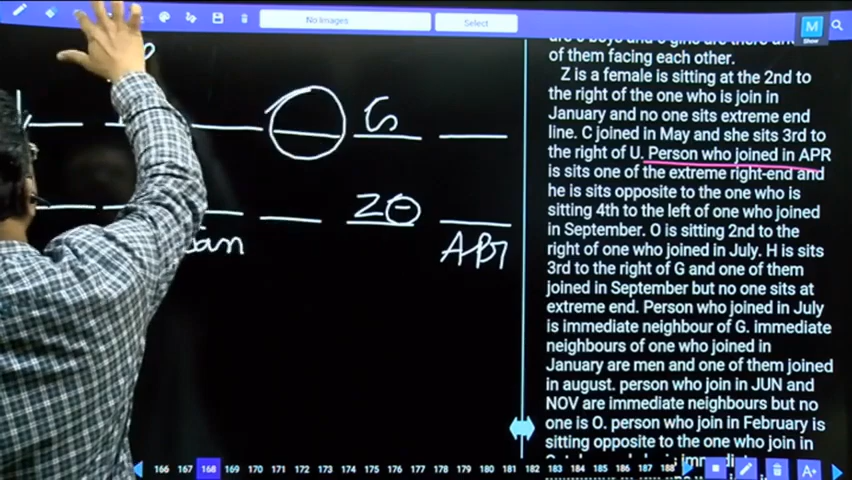 No Images
Select
M
Show
of them facing each other.
Z is a female is sitting at the 2nd to
the right of the one who is join in
January and no one sits extreme end
line. C joined in May and she sits 3rd to
the right of U. Person who joined in APR
is sits one of the extreme right-end and
he is sits opposite to the one who is
sitting 4th to the left of one who joined
in September. O is sitting 2nd to the
right of one who joined in July. H is sits
3rd to the right of G and one of them
joined in September but no one sits at
extreme end. Person who joined in July
is immediate neighbour of G. immediate
neighbours of one who joined in
January are men and one of them joined
in august. person who join in JUN and
NOV are immediate neighbours but no
one is O. person who join in February is
sitting opposite to the one who join in
G
Z
166 167 168 169 170 171 172 173 174 175 176 177 178 179 180 181 182 183 184 185 186 187 188
A+